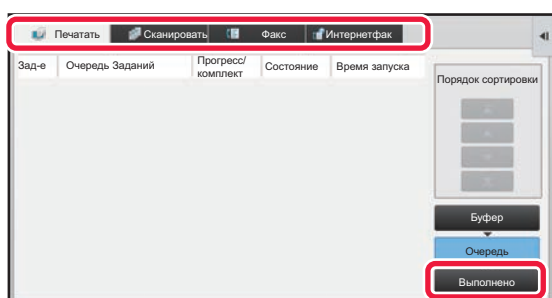 Печатать Сканировать Факс Интернетфак
Зад-е Очередь Заданий Прогресс/ Состояние Время запуска
комплект
Порядок сортировки
Буфер
Очередь
Выполнено